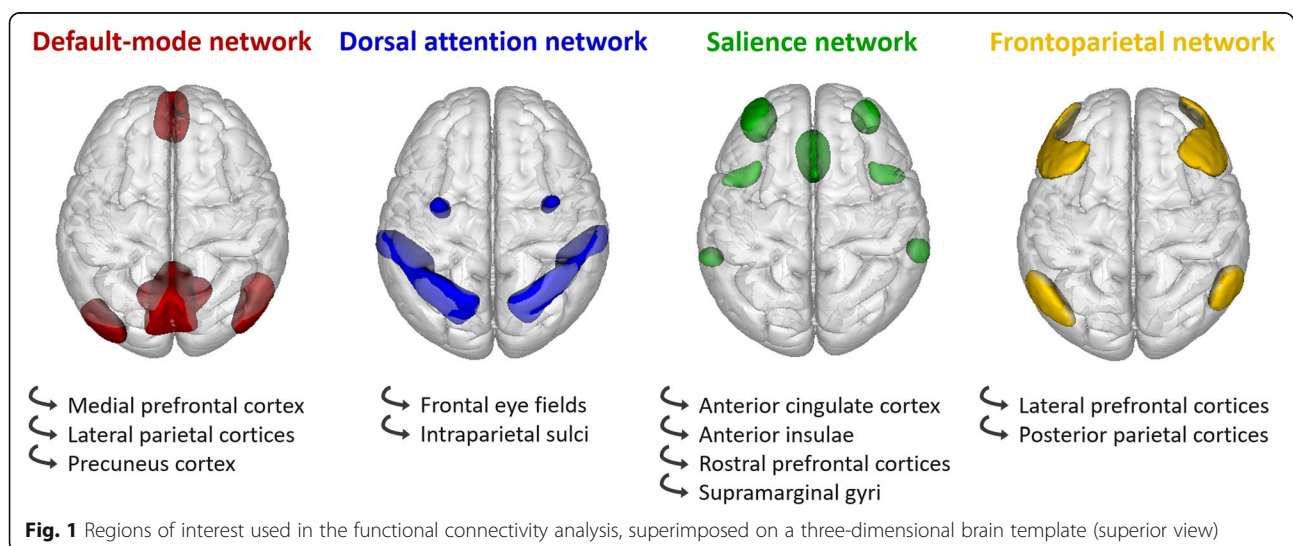 Default-mode network
Dorsal attention network
Salience network
Frontoparietal network
Medial prefrontal cortex
Lateral parietal cortices
Precuneus cortex
Frontal eye fields
Intraparietal sulci
Anterior cingulate cortex
Anterior insulae
Rostral prefrontal cortices
Supramarginal gyri
Lateral prefrontal cortices
Posterior parietal cortices
Fig. 1 Regions of interest used in the functional connectivity analysis, superimposed on a three-dimensional brain template (superior view)